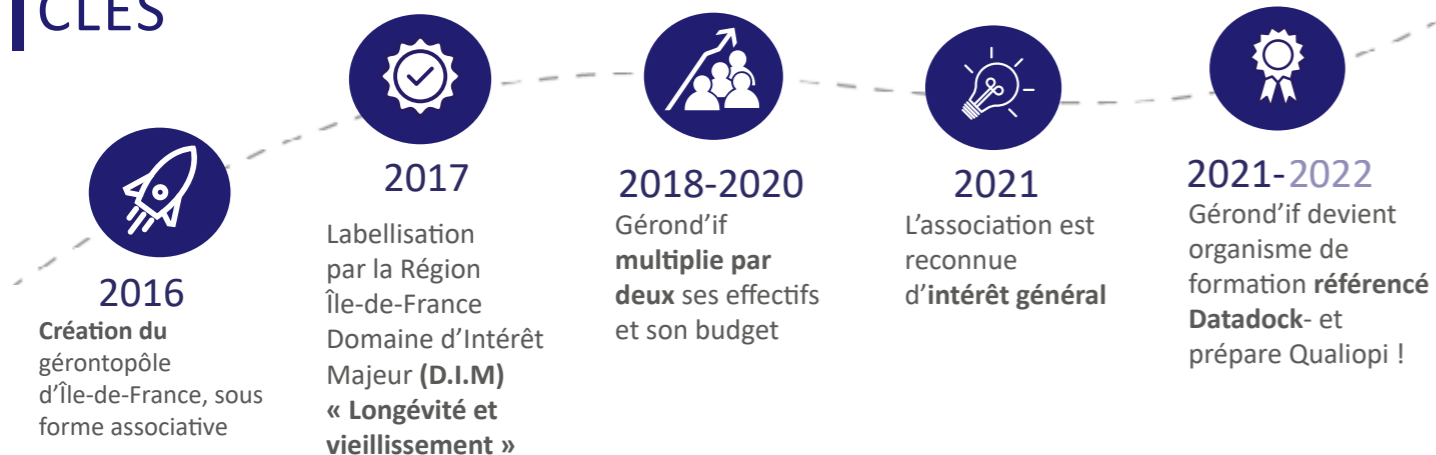 CLÉS
2016
Création du
gérontopôle
d’Île-de-France, sous
forme associative
2017
Labellisation
par la Région
Île-de-France
Domaine d’Intérêt
Majeur (D.I.M)
« Longévité et
vieillissement »
2018-2020
Gérond’if
multiplie par
deux ses effectifs
et son budget
2021
L’association est
reconnue
d’intérêt général
2021-2022
Gérond’if devient
organisme de
formation référencé
Datadock- et
prépare Qualiopi !